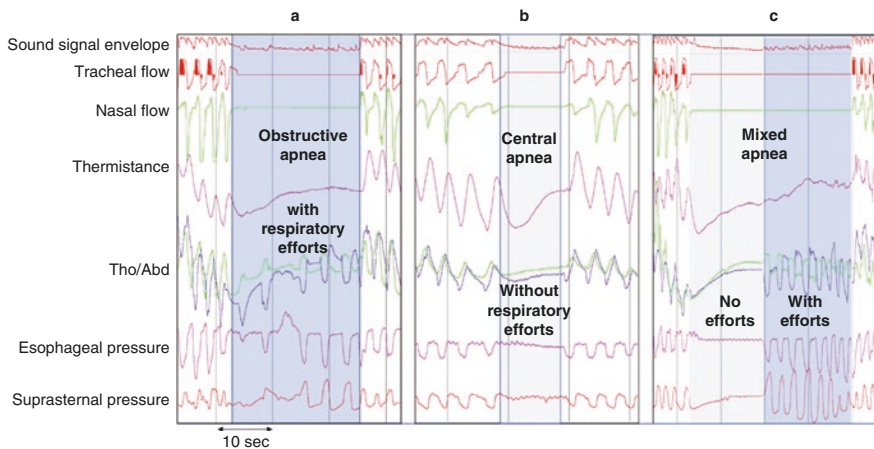 a
b
c
Sound signal envelope
Tracheal flow
Nasal flow
Thermistance
Tho/Abd
Esophageal pressure
Suprasternal pressure
Obstructive
apnea
with
respiratory
efforts
Central
apnea
Without
respiratory
efforts
Mixed
apnea
No
efforts
With
efforts
10 sec